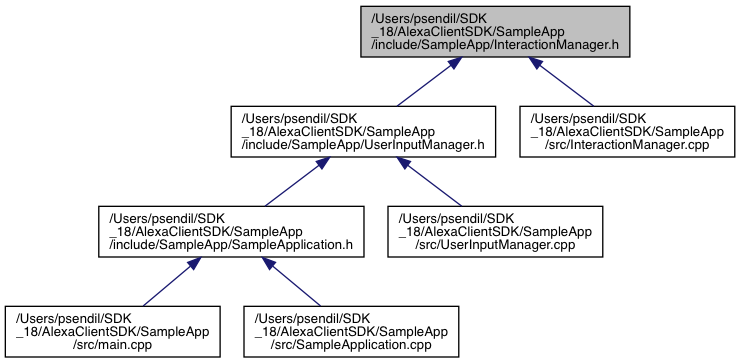 /Users/psendil/SDK
_18/AlexaClientSDK/SampleApp
/include/SampleApp/InteractionManager.h
/Users/psendil/SDK
_18/AlexaClientSDK/SampleApp
/include/SampleApp/UserInputManager.h
/Users/psendil/SDK
_18/AlexaClientSDK/SampleApp
/src/InteractionManager.cpp
/Users/psendil/SDK
_18/AlexaClientSDK/SampleApp
/include/SampleApp/SampleApplication.h
/Users/psendil/SDK
_18/AlexaClientSDK/SampleApp
/src/UserInputManager.cpp
/Users/psendil/SDK
_18/AlexaClientSDK/SampleApp
/src/main.cpp
/Users/psendil/SDK
_18/AlexaClientSDK/SampleApp
/src/SampleApplication.cpp